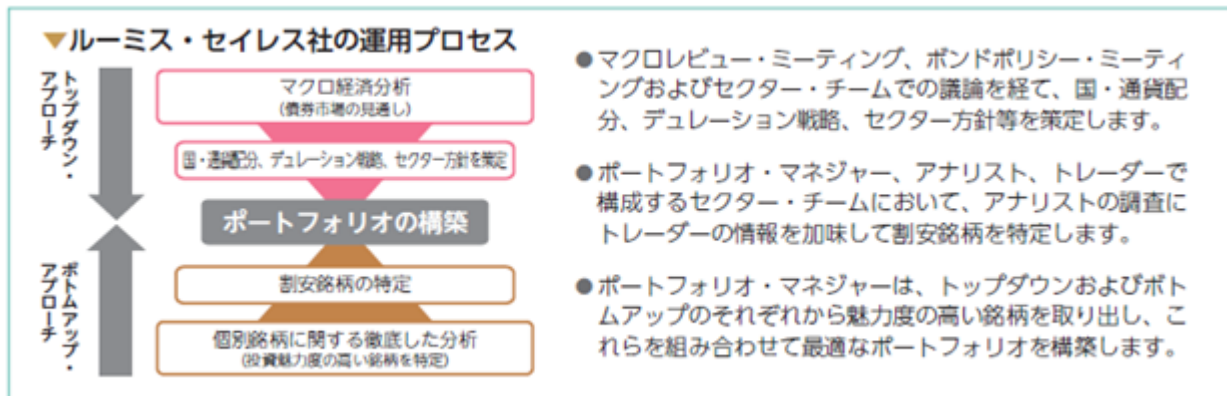 ▼ルーミス・セイレス社の運用プロセス
トップダウン・
アプローチ
マクロ経済分析
(債券市場の見通し)
国・通貨配分、デュレーション戦略、セクター方針を策定
ポートフォリオの構築
割安銘柄の特定
個別銘柄に関する徹底した分析
(投資魅力度の高い銘柄を特定)
ボトムアップ・
アプローチ
●マクロレビュー・ミーティング、ボンドポリシー・ミーティ
ングおよびセクター・チームでの議論を経て、国・通貨配
分、デュレーション戦略、セクター方針等を策定します。
●ポートフォリオ・マネジャー、アナリスト、トレーダーで
構成するセクター・チームにおいて、アナリストの調査に
トレーダーの情報を加味して割安銘柄を特定します。
●ポートフォリオ・マネジャーは、トップダウンおよびボト
ムアップのそれぞれから魅力度の高い銘柄を取り出し、こ
れらを組み合わせて最適なポートフォリオを構築します。